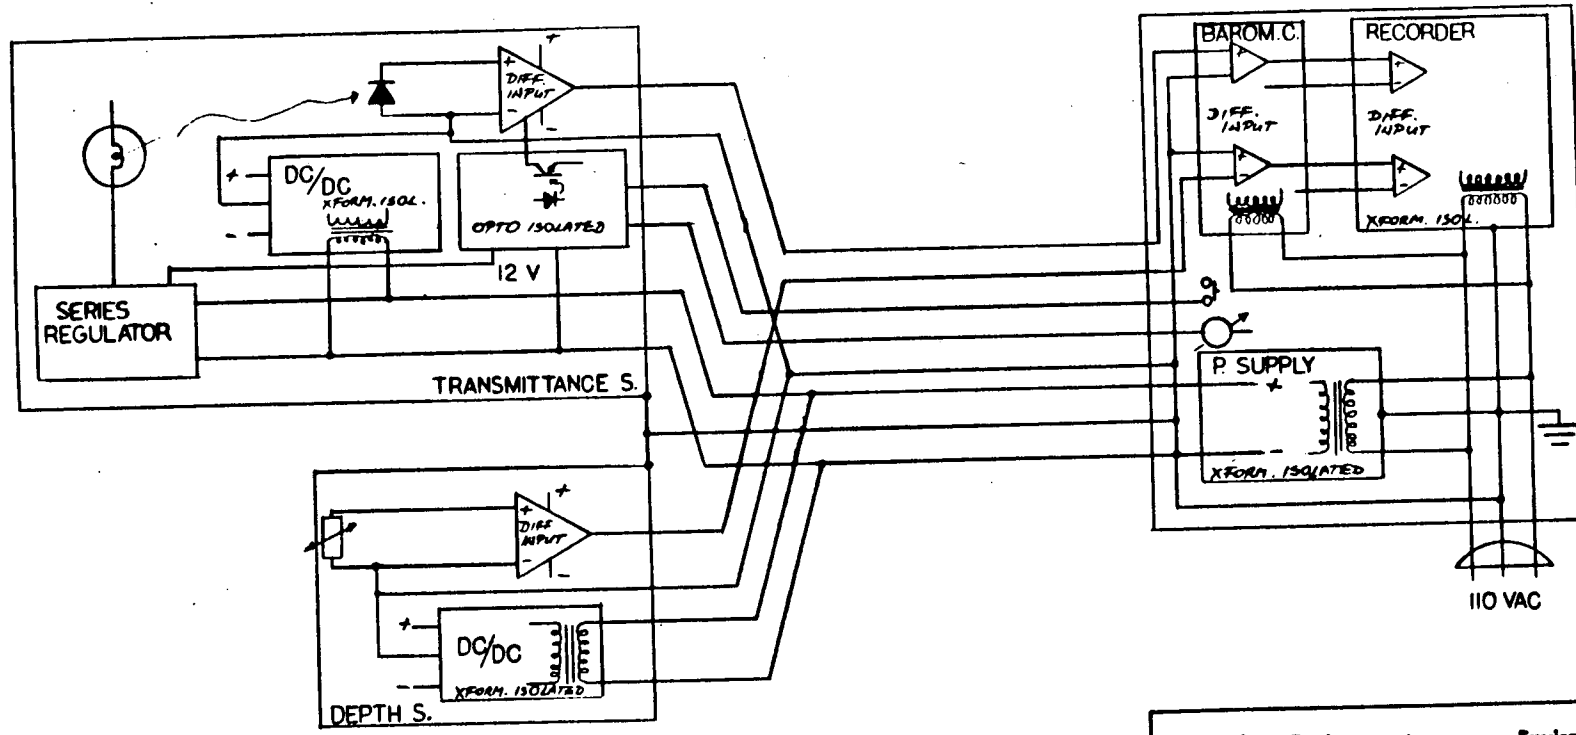 BAROM.C.
RECORDER
+
-
DIFF.
INPUT
+
-
DIFF.
INPUT
DIFF.
INPUT
+
-
DC/DC
XFORM. ISOL.
OPTO ISOLATED
XFORM. ISOL.
12 V
SERIES
REGULATOR
TRANSMITTANCE S.
P. SUPPLY
+
-
XFORM. ISOLATED
+
-
DIFF
INPUT
+
-
110 VAC
+
-
DC/DC
XFORM. ISOLATED
DEPTH S.